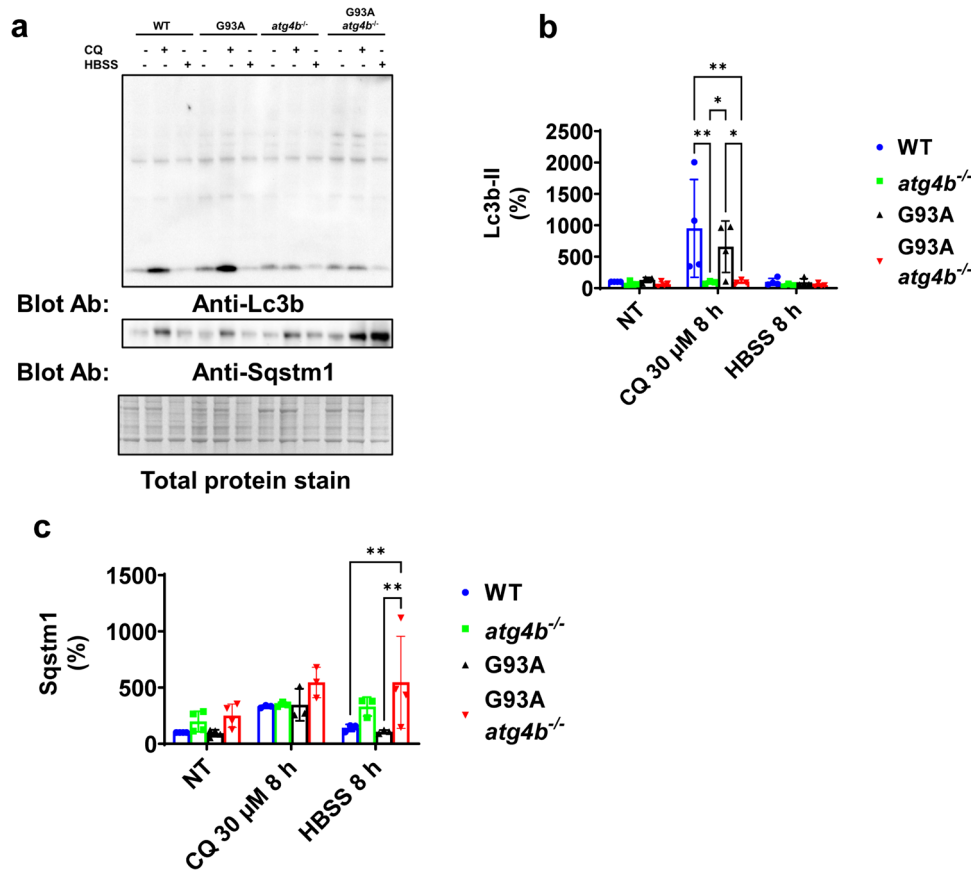 a
WT G93A atg4b-/- G93A atg4b-/-
CQ - + - - + - - + - - + -
HBSS - - + - - + - - + - - +
Blot Ab: Anti-Lc3b
Blot Ab: Anti-Sqstm1
Total protein stain
b
** 
*
** *
Lc3b-II
(%)
2500
2000
1500
1000
500
0
NT
CQ 30 µM 8 h
HBSS 8 h
WT
atg4b-/-
G93A
G93A
atg4b-/-
c
**
**
Sqstm1
(%)
1500
1000
500
0
NT
CQ 30 µM 8 h
HBSS 8 h
WT
atg4b-/-
G93A
G93A
atg4b-/-